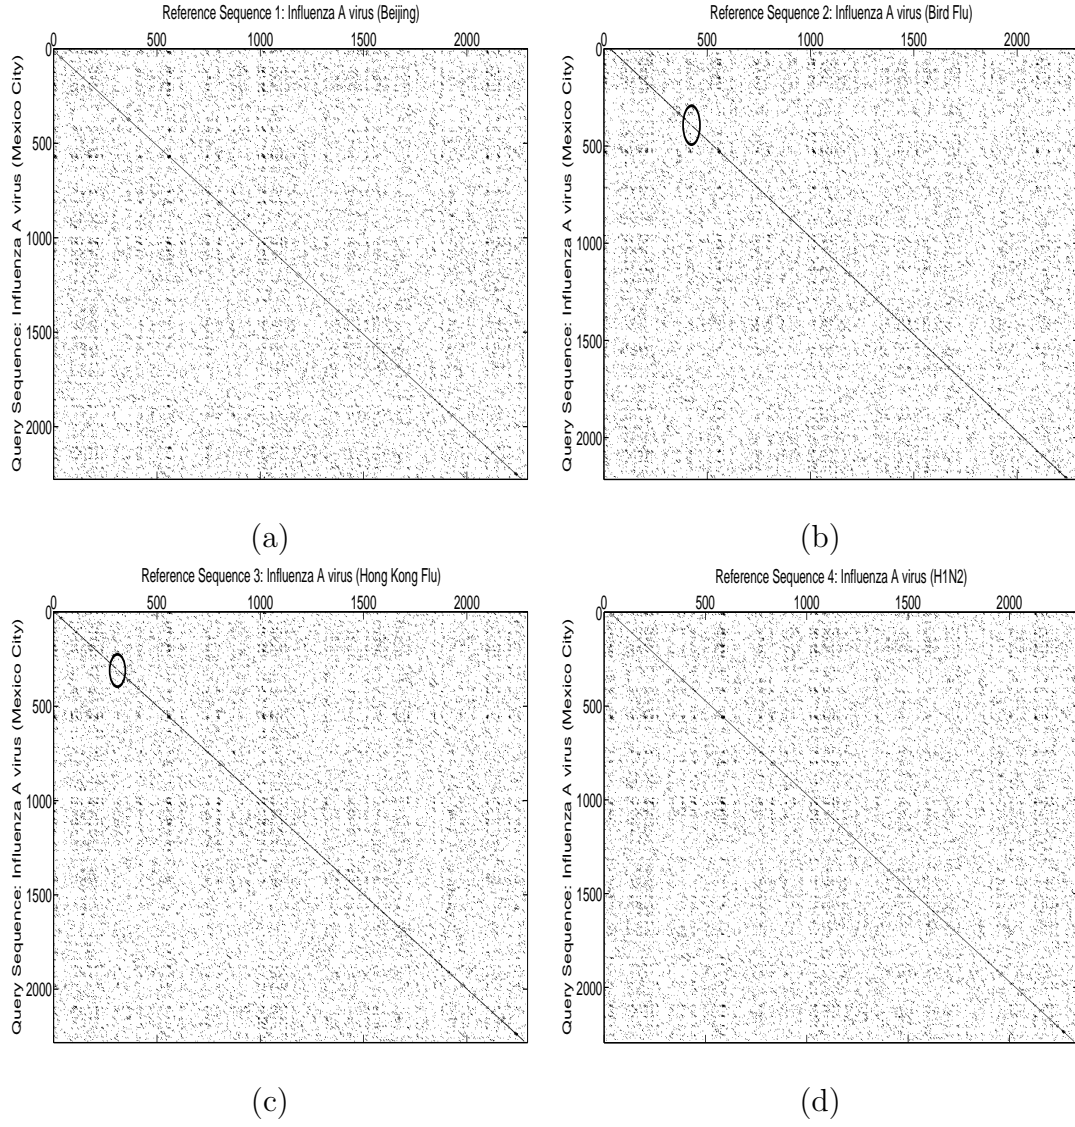 Reference Sequence 1: Influenza A virus (Beijing)
0 500 1000 1500 2000
Query Sequence: Influenza A virus (Mexico City)
0
500
1000
1500
2000
(a)
Reference Sequence 2: Influenza A virus (Bird Flu)
0 500 1000 1500 2000
Query Sequence: Influenza A virus (Mexico City)
0
500
1000
1500
2000
(b)
Reference Sequence 3: Influenza A virus (Hong Kong Flu)
0 500 1000 1500 2000
Query Sequence: Influenza A virus (Mexico City)
0
500
1000
1500
2000
(c)
Reference Sequence 4: Influenza A virus (H1N2)
0 500 1000 1500 2000
Query Sequence: Influenza A virus (Mexico City)
0
500
1000
1500
2000
(d)